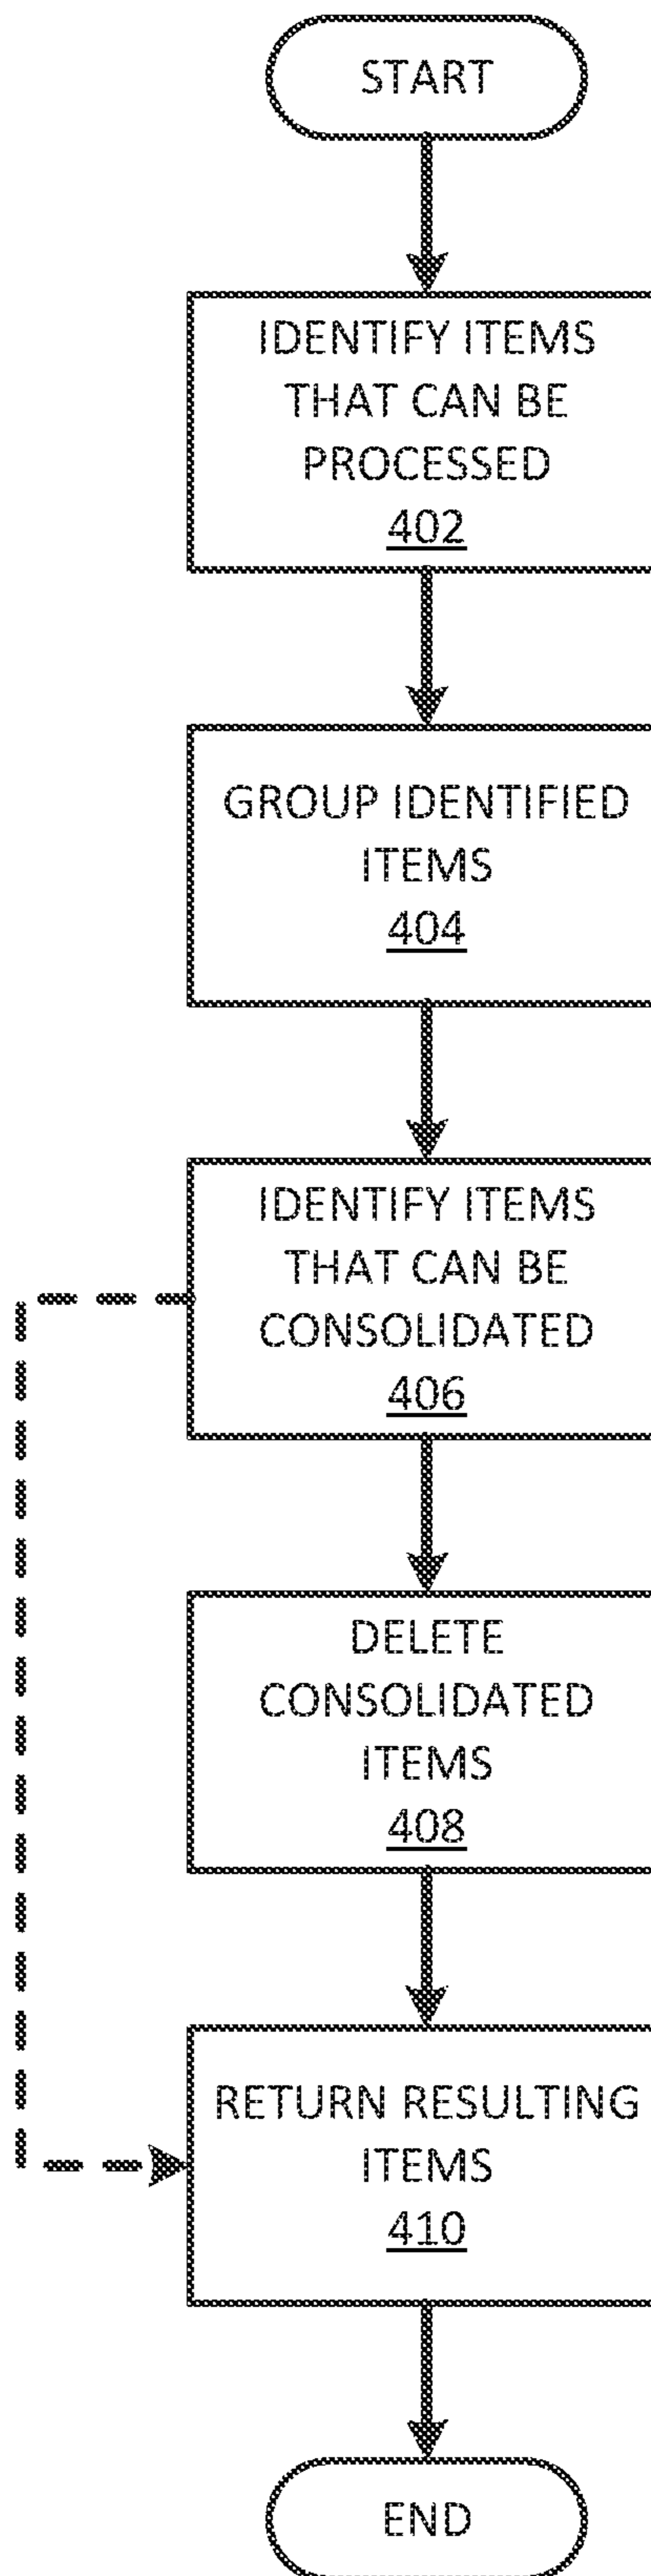 START
IDENTIFY ITEMS
THAT CAN BE
PROCESSED
402
GROUP IDENTIFIED
ITEMS
404
IDENTIFY ITEMS
THAT CAN BE
CONSOLIDATED
406
DELETE
CONSOLIDATED
ITEMS
408
RETURN RESULTING
ITEMS
410
END